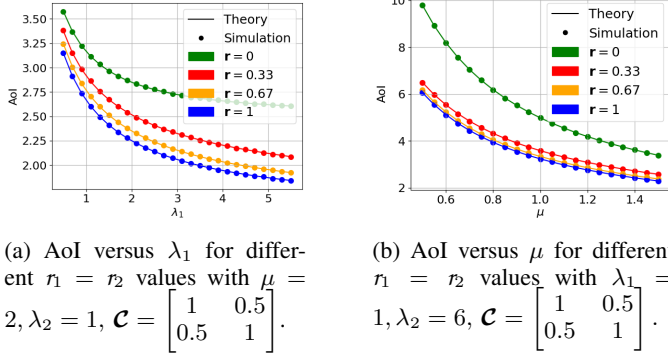 3.50
3.25
3.00
2.75
2.50
2.25
2.00
AoI
1
2
3
4
5
λ₁
Theory
Simulation
r = 0
r = 0.33
r = 0.67
r = 1
10
8
6
4
2
AoI
0.6
0.8
1.0
1.2
1.4
μ
Theory
Simulation
r = 0
r = 0.33
r = 0.67
r = 1
(a) AoI versus λ₁ for differ-
ent r₁ = r₂ values with μ =
2, λ₂ = 1, 𝓒 = [1 0.5
0.5 1].
(b) AoI versus μ for different
r₁ = r₂ values with λ₁ =
1, λ₂ = 6, 𝓒 = [1 0.5
0.5 1].